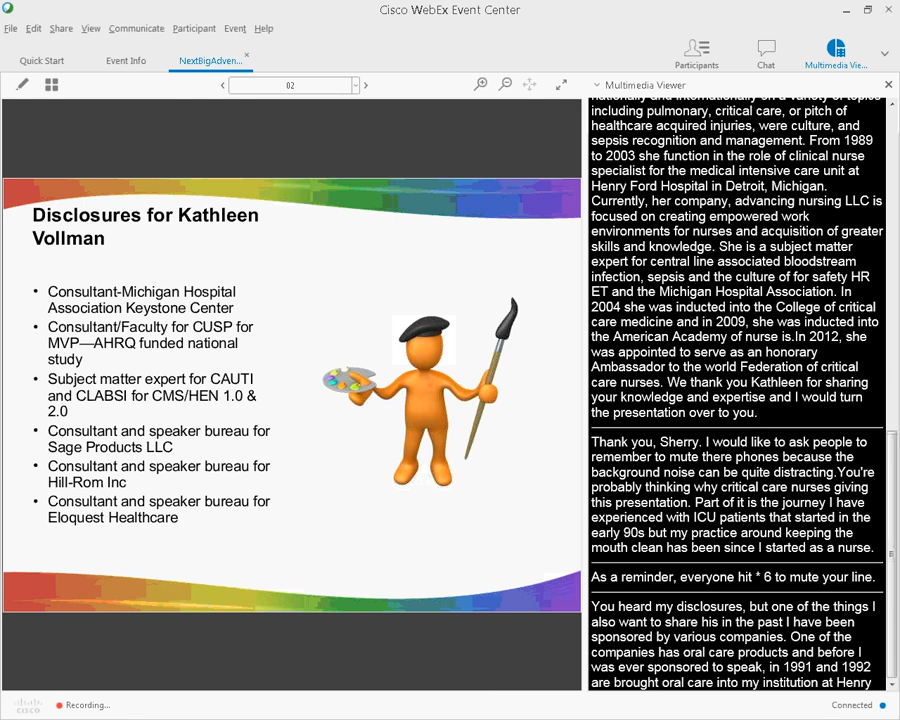 Cisco WebEx Event Center
File Edit Share View Communicate Participant Event Help
Quick Start
Event Info
NextBigAdven...
Participants
Chat
Multimedia Vie...
02
Multimedia Viewer
Disclosures for Kathleen
Vollman
• Consultant-Michigan Hospital
Association Keystone Center
• Consultant/Faculty for CUSP for
MVP—AHRQ funded national
study
• Subject matter expert for CAUTI
and CLABSI for CMS/HEN 1.0 &
2.0
• Consultant and speaker bureau for
Sage Products LLC
• Consultant and speaker bureau for
Hill-Rom Inc
• Consultant and speaker bureau for
Eloquest Healthcare
nationally and internationally on a variety of topics
including pulmonary, critical care, or pitch of
healthcare acquired injuries, were culture, and
sepsis recognition and management. From 1989
to 2003 she function in the role of clinical nurse
specialist for the medical intensive care unit at
Henry Ford Hospital in Detroit, Michigan.
Currently, her company, advancing nursing LLC is
focused on creating empowered work
environments for nurses and acquisition of greater
skills and knowledge. She is a subject matter
expert for central line associated bloodstream
infection, sepsis and the culture of for safety HR
ET and the Michigan Hospital Association. In
2004 she was inducted into the College of critical
care medicine and in 2009, she was inducted into
the American Academy of nurse is.In 2012, she
was appointed to serve as an honorary
Ambassador to the world Federation of critical
care nurses. We thank you Kathleen for sharing
your knowledge and expertise and I would turn
the presentation over to you.
Thank you, Sherry. I would like to ask people to
remember to mute there phones because the
background noise can be quite distracting.You're
probably thinking why critical care nurses giving
this presentation. Part of it is the journey I have
experienced with ICU patients that started in the
early 90s but my practice around keeping the
mouth clean has been since I started as a nurse.
As a reminder, everyone hit * 6 to mute your line.
You heard my disclosures, but one of the things I
also want to share his in the past I have been
sponsored by various companies. One of the
companies has oral care products and before I
was ever sponsored to speak, in 1991 and 1992
are brought oral care into my institution at Henry
cisco
Recording...
Connected